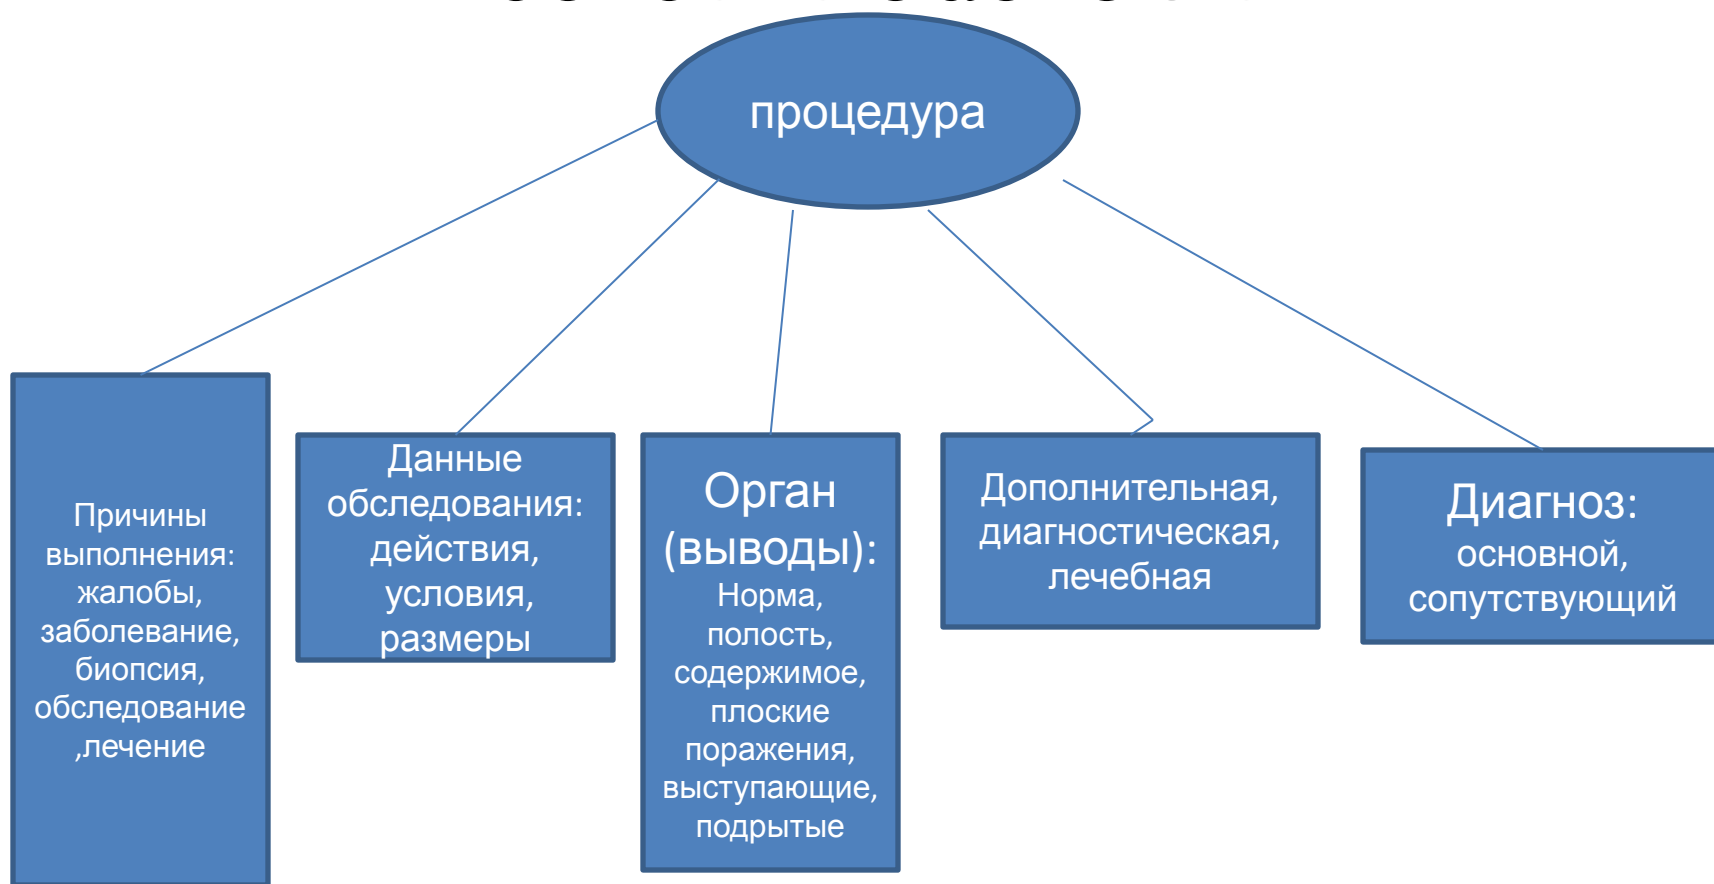 процедура
Причины
выполнения:
жалобы,
заболевание,
биопсия,
обследование
,лечение
Данные
обследования:
действия,
условия,
размеры
Орган
(выводы):
Норма,
полость,
содержимое,
плоские
поражения,
выступающие,
подрытые
Дополнительная,
диагностическая,
лечебная
Диагноз:
основной,
сопутствующий